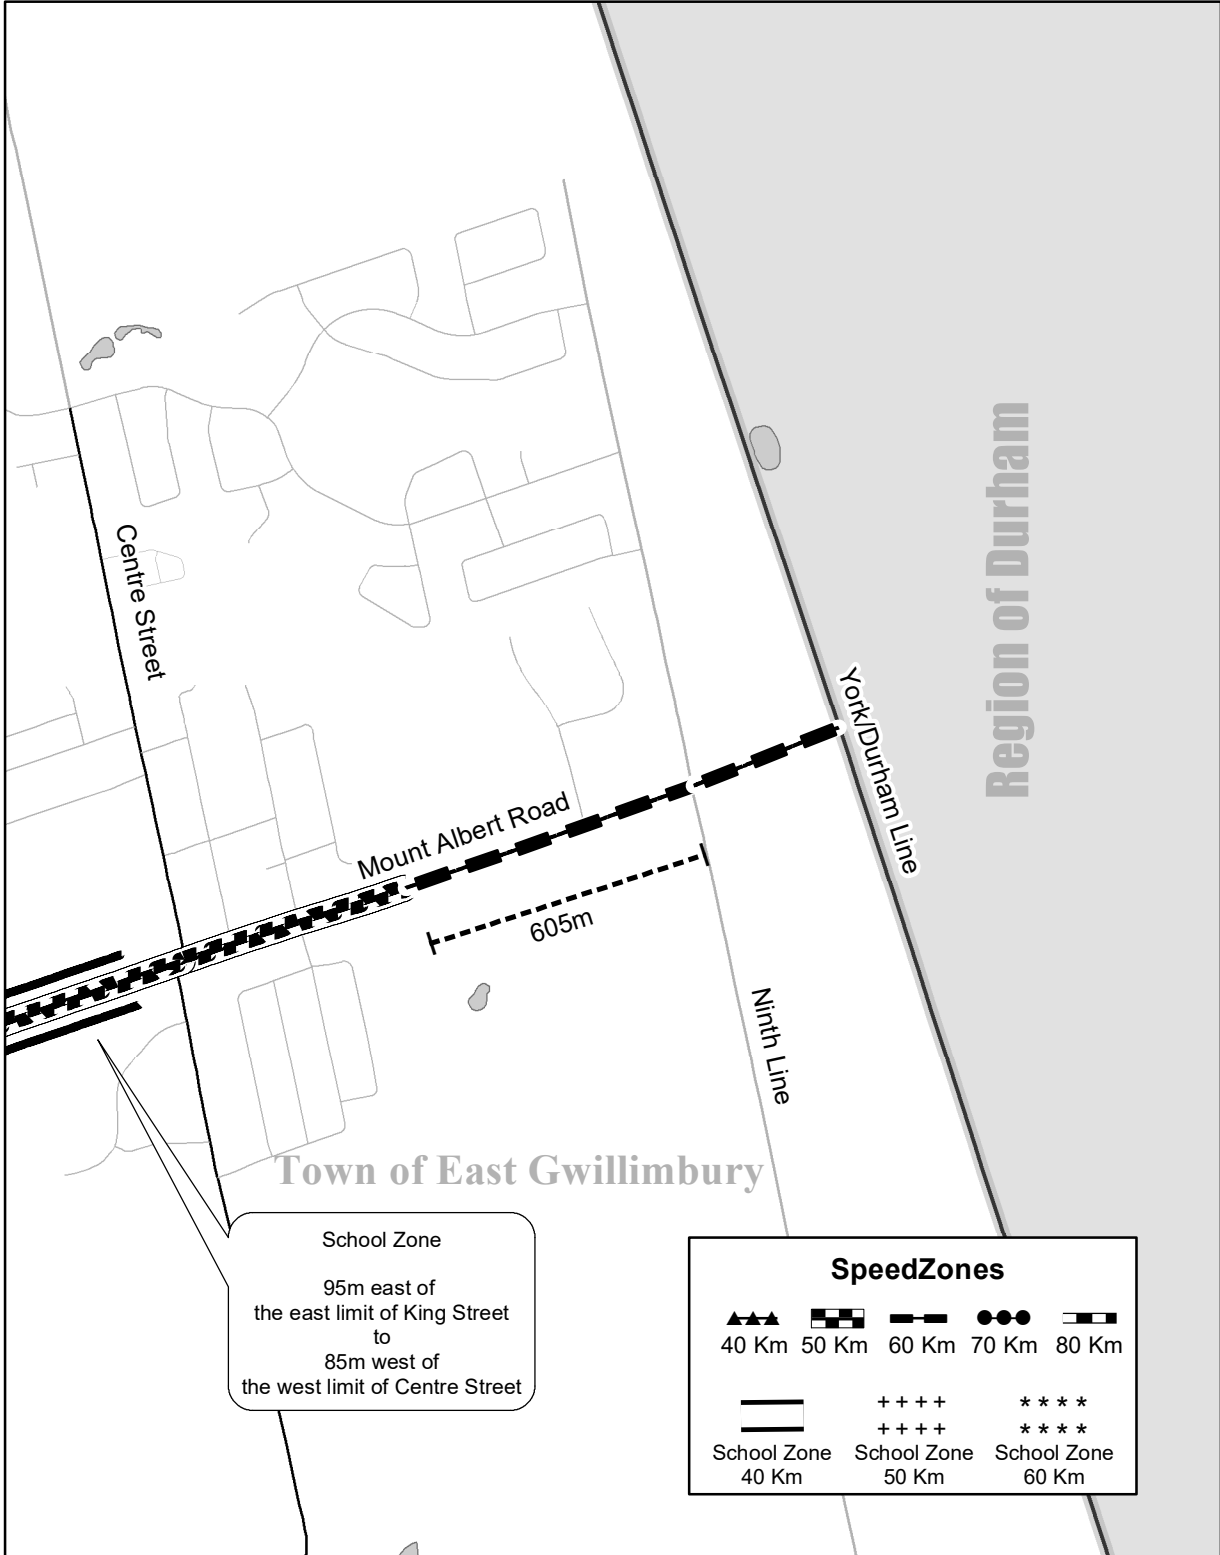 Region of Durham
Centre Street
York/Durham Line
Mount Albert Road
605m
Ninth Line
Town of East Gwillimbury
School Zone
95m east of
the east limit of King Street
to
85m west of
the west limit of Centre Street
SpeedZones
40 Km 50 Km 60 Km 70 Km 80 Km
School Zone School Zone School Zone
40 Km 50 Km 60 Km